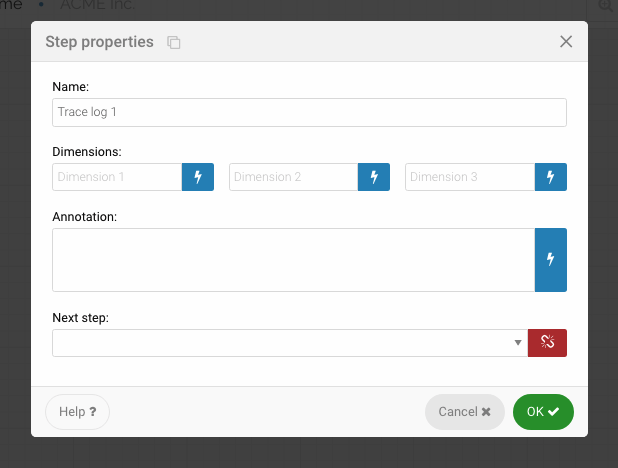 me • ACME Inc.
Step properties
Name:
Trace log 1
Dimensions:
Dimension 1 Dimension 2 Dimension 3
Annotation:
Next step:
Help ? Cancel OK